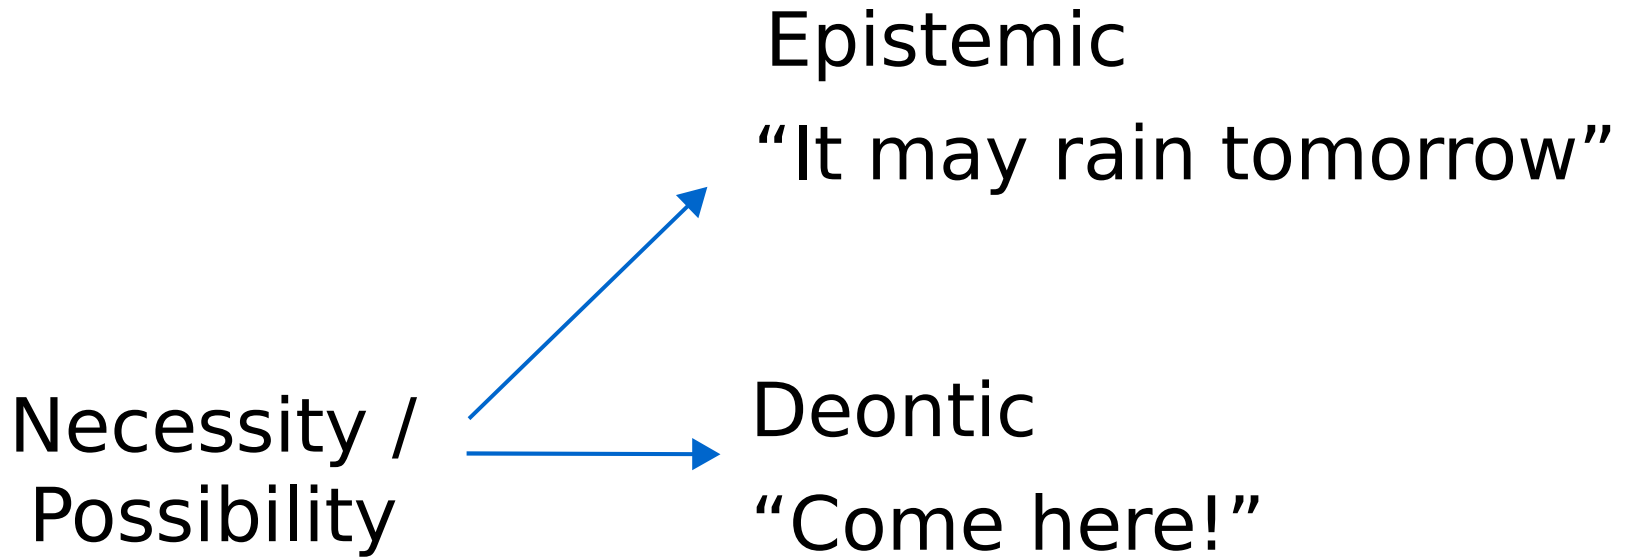 Epistemic
“It may rain tomorrow”
Necessity /
Possibility
Deontic
“Come here!”